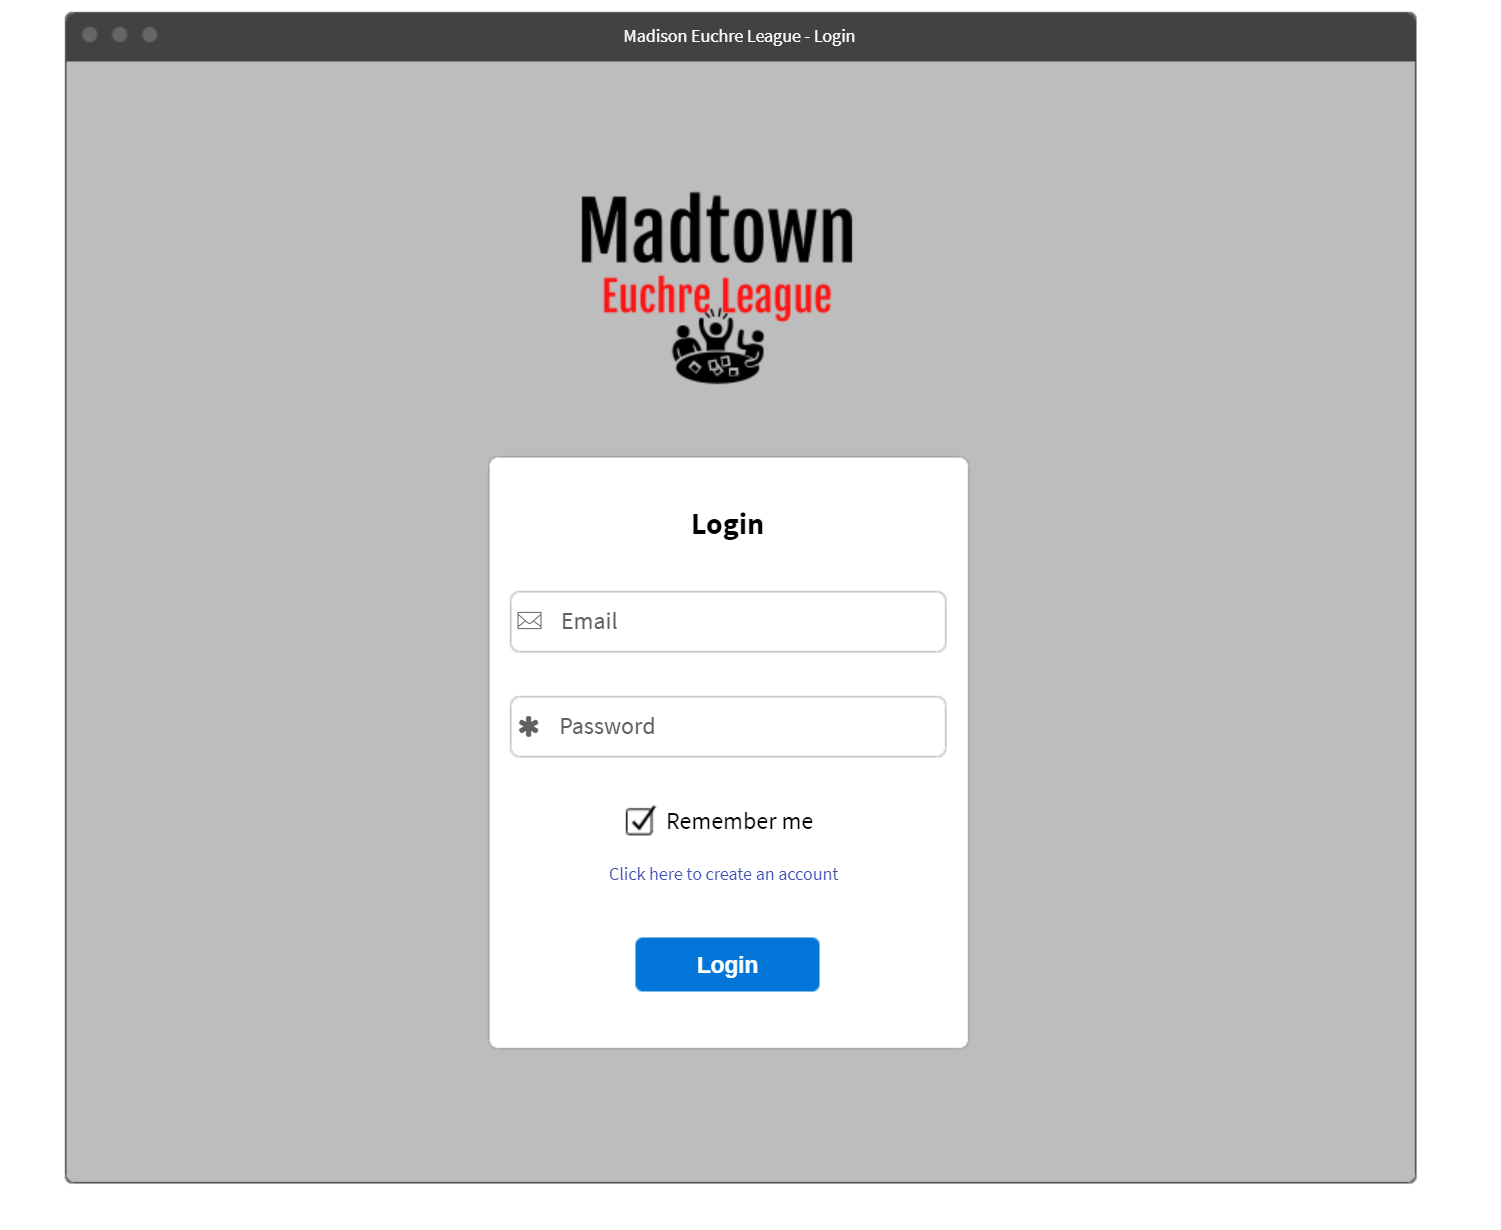 Madison Euchre League - Login
Madtown
Euchre League
Login
Email
Password
Remember me
Click here to create an account
Login